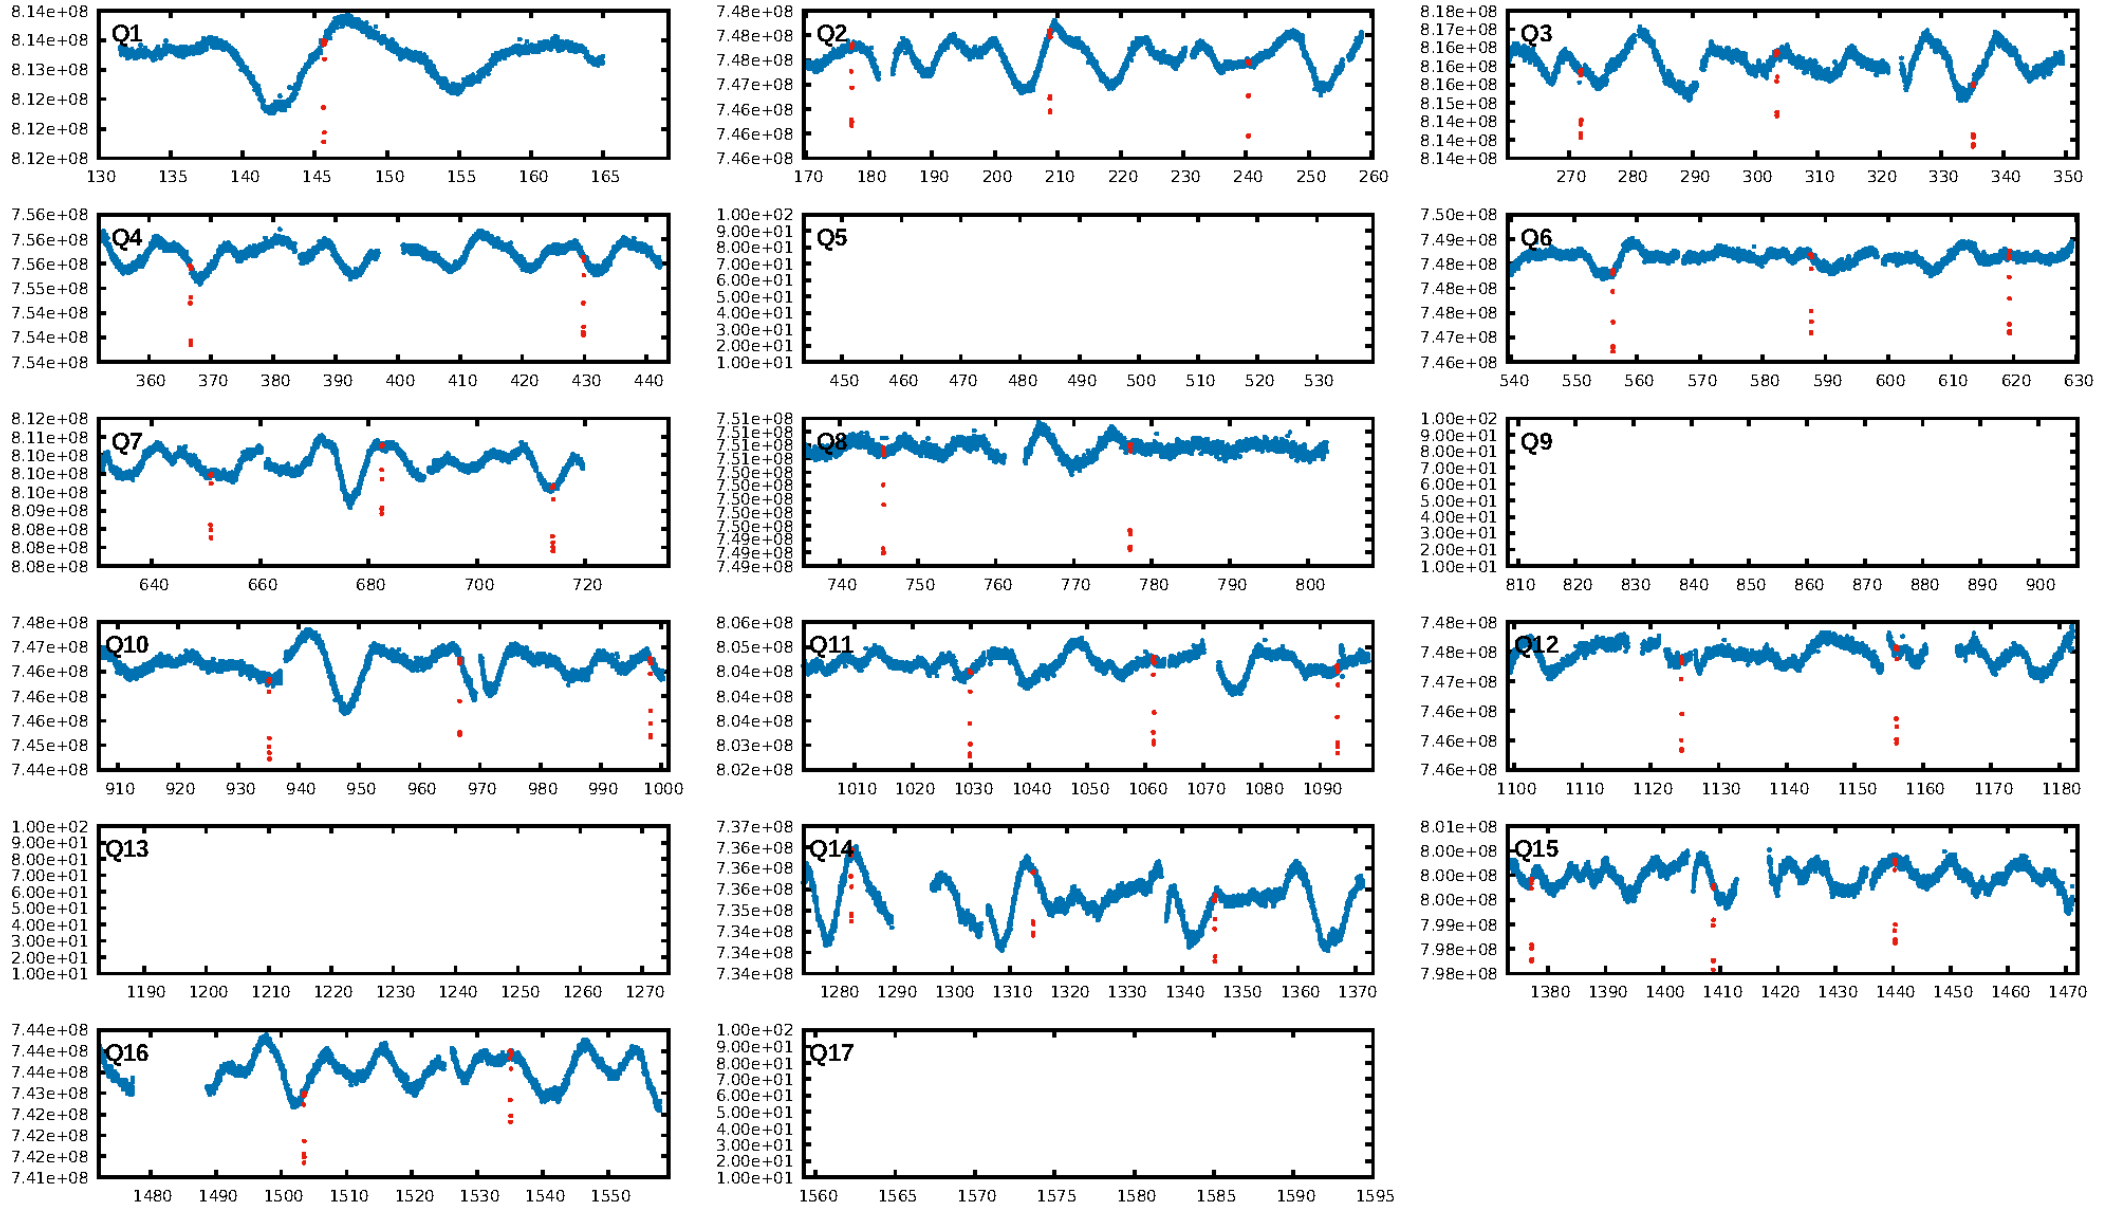 Q1
8.14e+08
8.14e+08
8.13e+08
8.12e+08
8.12e+08
8.12e+08
130 135 140 145 150 155 160 165
Q2
7.48e+08
7.48e+08
7.48e+08
7.47e+08
7.46e+08
7.46e+08
7.46e+08
170 180 190 200 210 220 230 240 250 260
Q3
8.18e+08
8.17e+08
8.16e+08
8.16e+08
8.16e+08
8.15e+08
8.14e+08
8.14e+08
8.14e+08
270 280 290 300 310 320 330 340 350
Q4
7.56e+08
7.56e+08
7.56e+08
7.55e+08
7.54e+08
7.54e+08
7.54e+08
360 370 380 390 400 410 420 430 440
Q5
1.00e+02
9.00e+01
8.00e+01
7.00e+01
6.00e+01
5.00e+01
4.00e+01
3.00e+01
2.00e+01
1.00e+01
450 460 470 480 490 500 510 520 530
Q6
7.50e+08
7.49e+08
7.48e+08
7.48e+08
7.48e+08
7.47e+08
7.46e+08
540 550 560 570 580 590 600 610 620 630
Q7
8.12e+08
8.11e+08
8.10e+08
8.10e+08
8.10e+08
8.09e+08
8.08e+08
8.08e+08
8.08e+08
640 660 680 700 720
Q8
7.51e+08
7.51e+08
7.51e+08
7.51e+08
7.50e+08
7.50e+08
7.50e+08
7.50e+08
7.50e+08
7.49e+08
7.49e+08
7.49e+08
740 750 760 770 780 790 800
Q9
1.00e+02
9.00e+01
8.00e+01
7.00e+01
6.00e+01
5.00e+01
4.00e+01
3.00e+01
2.00e+01
1.00e+01
810 820 830 840 850 860 870 880 890 900
Q10
7.48e+08
7.47e+08
7.46e+08
7.46e+08
7.46e+08
7.45e+08
7.44e+08
910 920 930 940 950 960 970 980 990 1000
Q11
8.06e+08
8.05e+08
8.04e+08
8.04e+08
8.04e+08
8.03e+08
8.02e+08
1010 1020 1030 1040 1050 1060 1070 1080 1090
Q12
7.48e+08
7.48e+08
7.47e+08
7.46e+08
7.46e+08
7.46e+08
1100 1110 1120 1130 1140 1150 1160 1170 1180
Q13
1.00e+02
9.00e+01
8.00e+01
7.00e+01
6.00e+01
5.00e+01
4.00e+01
3.00e+01
2.00e+01
1.00e+01
1190 1200 1210 1220 1230 1240 1250 1260 1270
Q14
7.37e+08
7.36e+08
7.36e+08
7.36e+08
7.35e+08
7.34e+08
7.34e+08
7.34e+08
1280 1290 1300 1310 1320 1330 1340 1350 1360 1370
Q15
8.01e+08
8.00e+08
8.00e+08
8.00e+08
7.99e+08
7.98e+08
7.98e+08
1380 1390 1400 1410 1420 1430 1440 1450 1460 1470
Q16
7.44e+08
7.44e+08
7.44e+08
7.43e+08
7.42e+08
7.42e+08
7.42e+08
7.41e+08
1480 1490 1500 1510 1520 1530 1540 1550
Q17
1.00e+02
9.00e+01
8.00e+01
7.00e+01
6.00e+01
5.00e+01
4.00e+01
3.00e+01
2.00e+01
1.00e+01
1560 1565 1570 1575 1580 1585 1590 1595